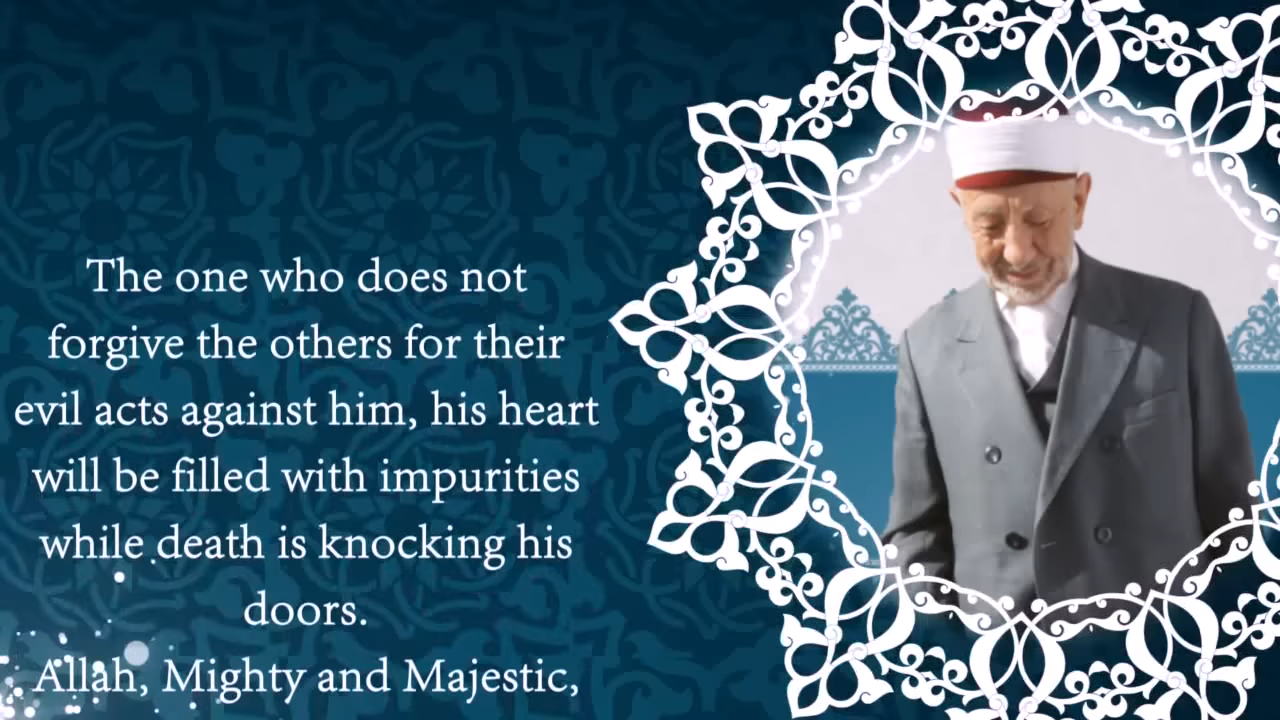 The one who does not
forgive the others for their
evil acts against him, his heart
will be filled with impurities
while death is knocking his
doors.
Allah, Mighty and Majestic,